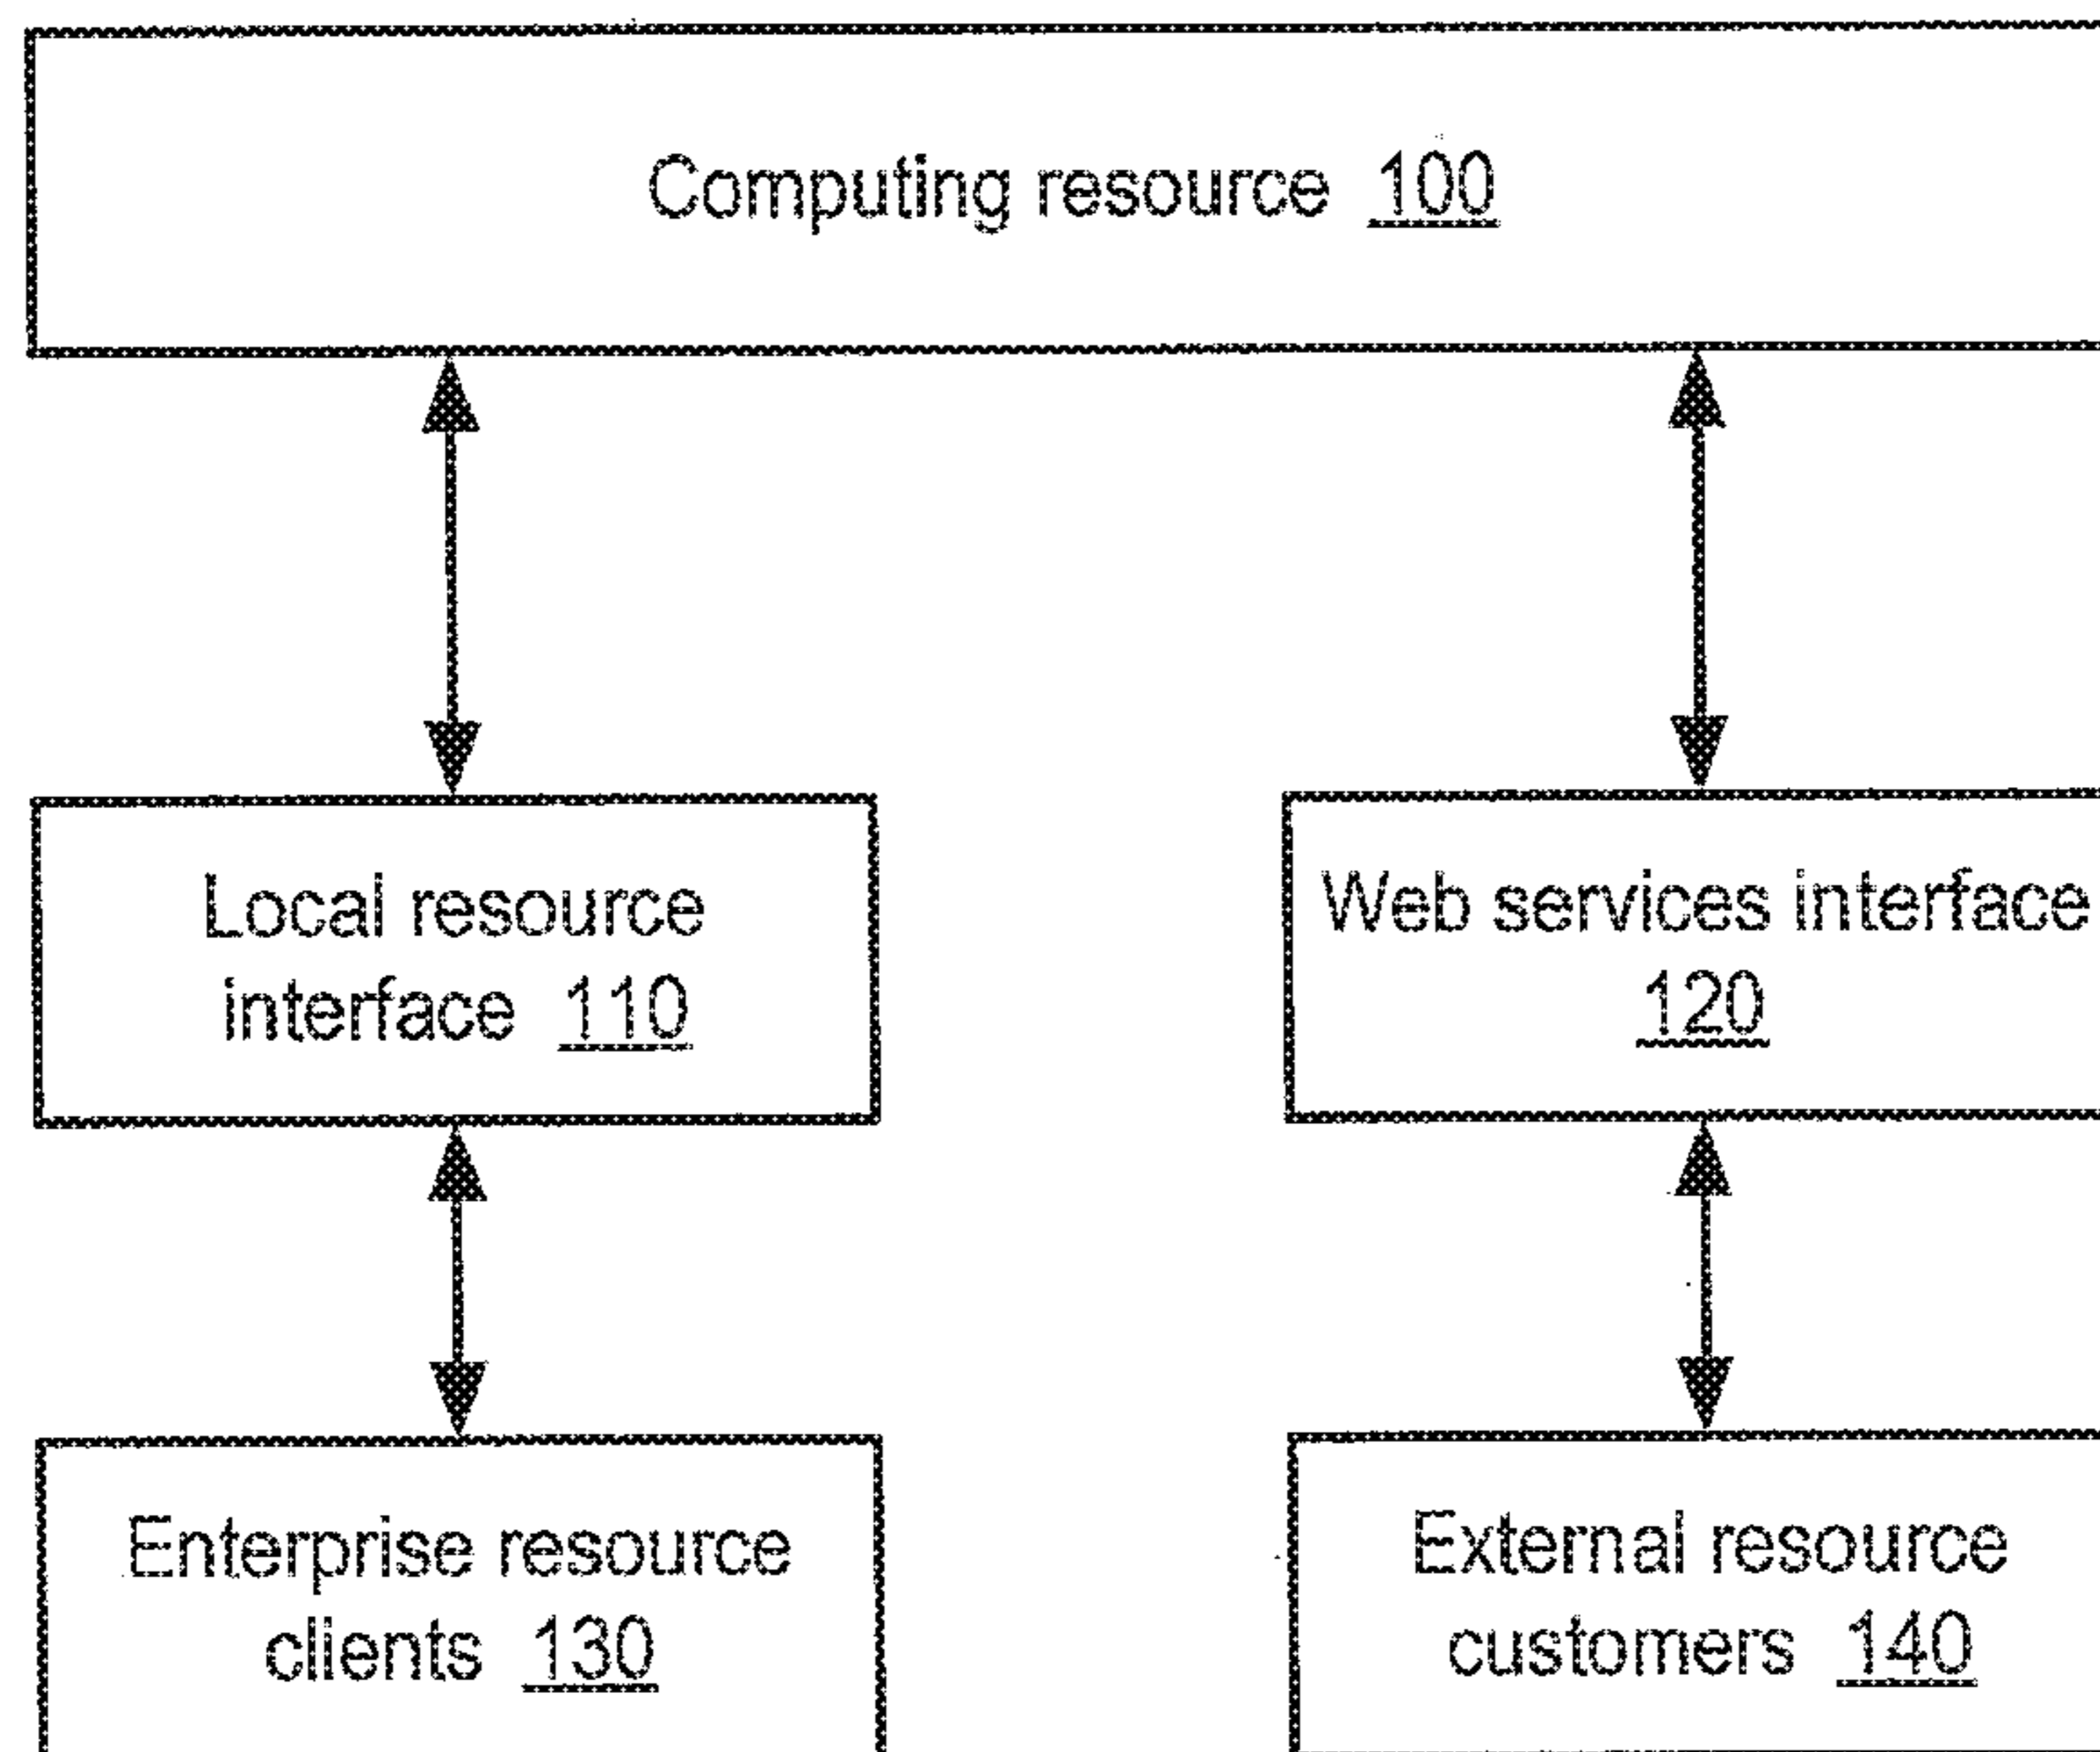 Computing resource 100
Local resource
interface 110
Web services interface
120
Enterprise resource
clients 130
External resource
customers 140